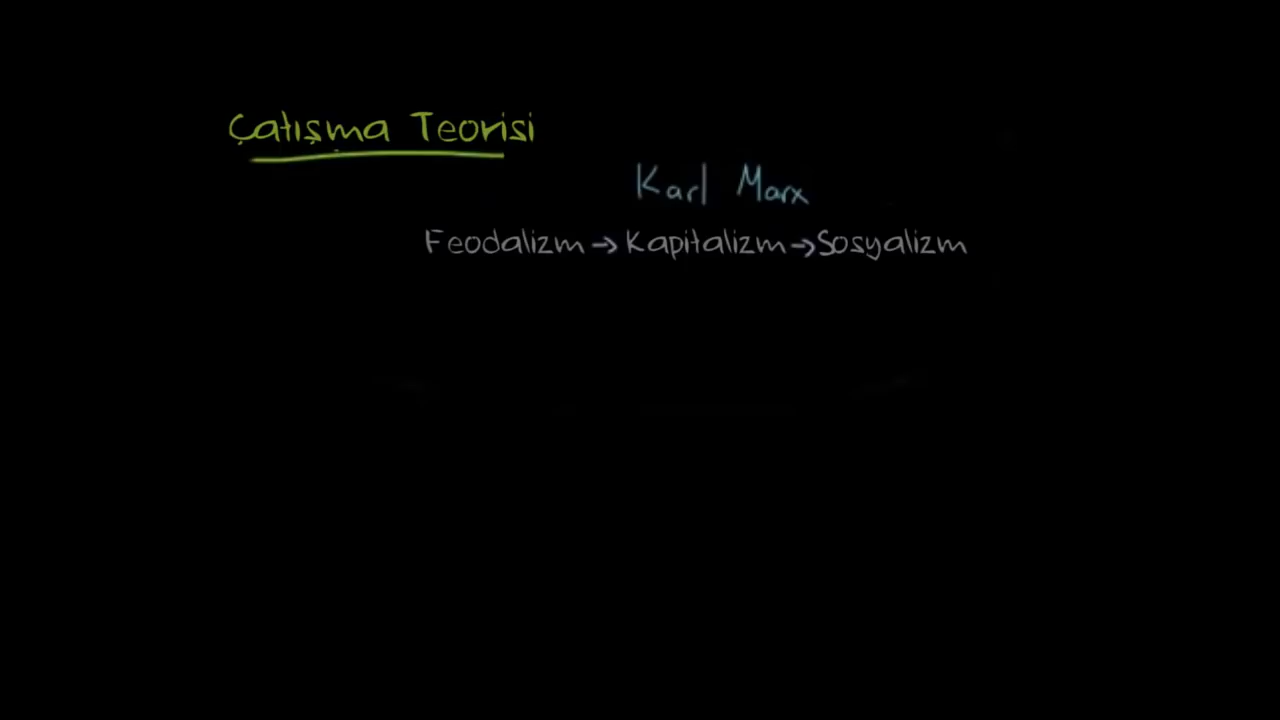 Çatışma Teorisi
Karl Marx
Feodalizm → Kapitalizm → Sosyalizm